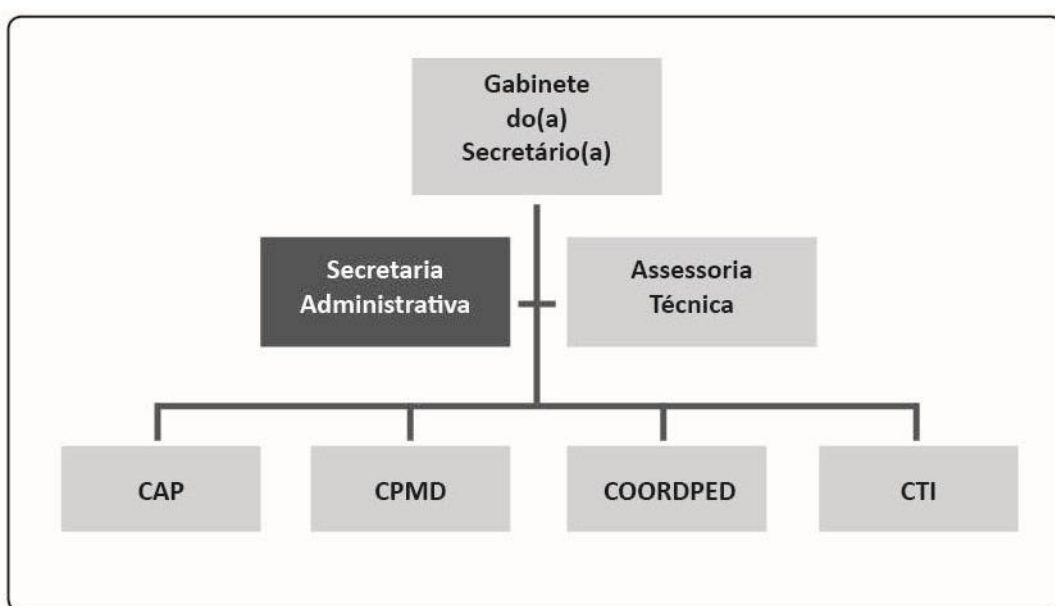 Gabinete
do(a)
Secretário(a)
Secretaria
Administrativa
Assessoria
Técnica
CAP
CPMD
COORDPED
CTI